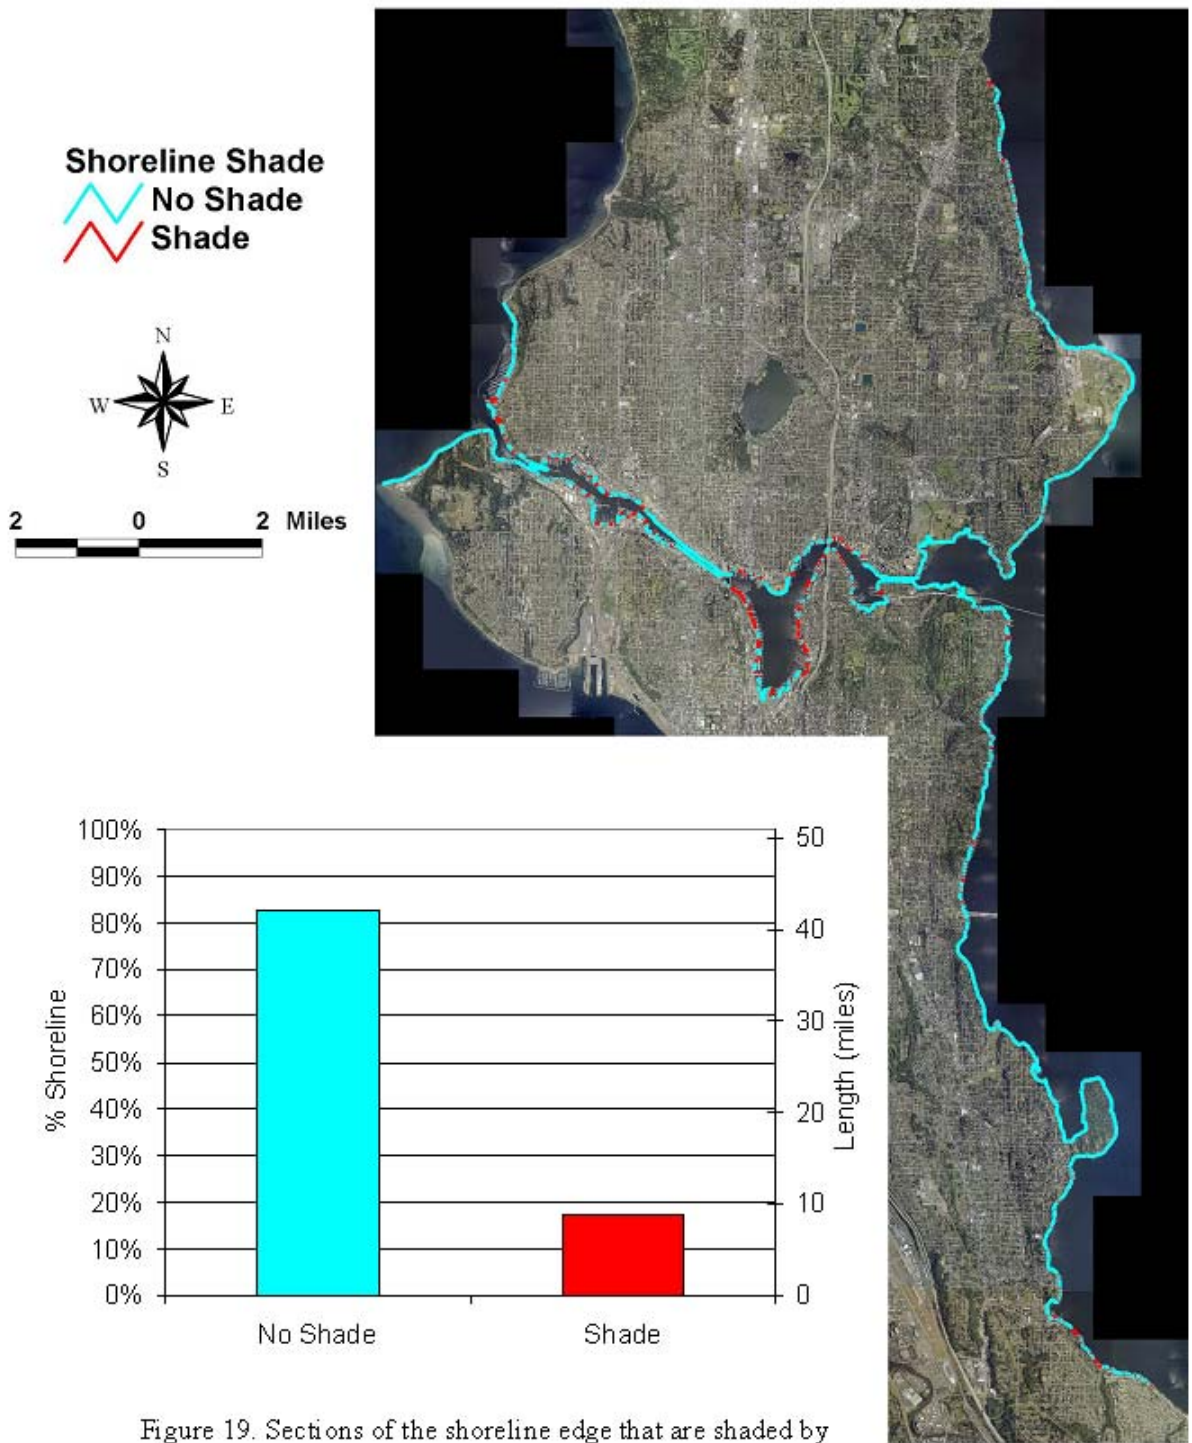 Shoreline Shade
No Shade
Shade
N
W E
S
2 0 2 Miles
100%
90%
80%
70%
60%
50%
40%
30%
20%
10%
0%
% Shoreline
50
40
30
20
10
0
Length (miles)
No Shade Shade
Figure 19. Sections of the shoreline edge that are shaded by